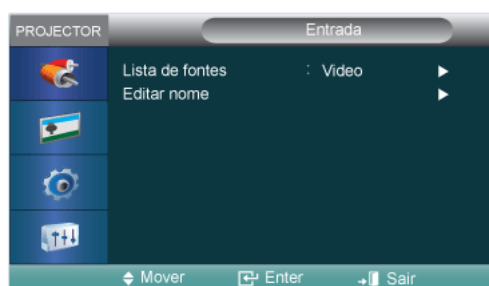 PROJECTOR Entrada
Lista de fontes : Video
Editar nome
Mover Enter Sair